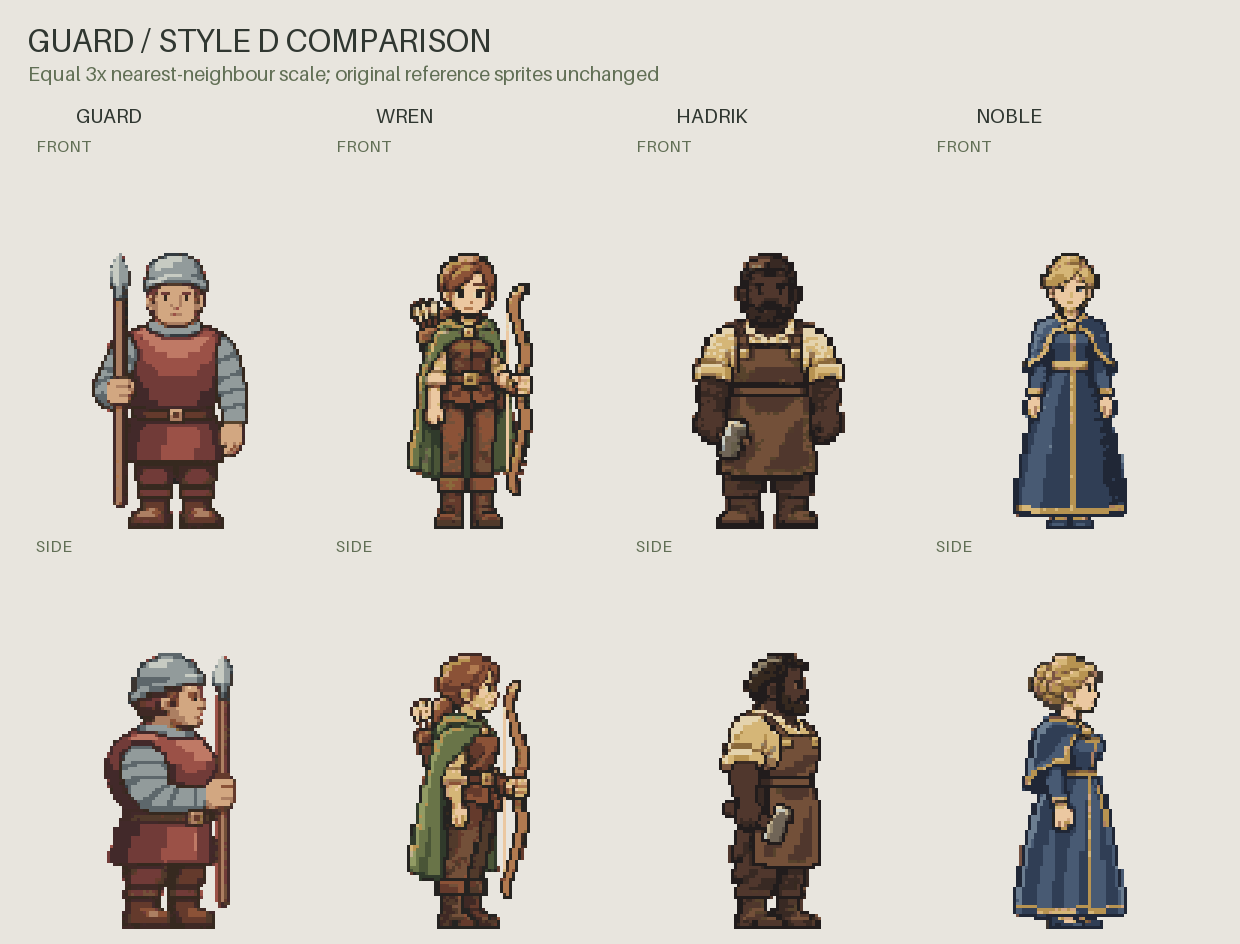 GUARD / STYLE D COMPARISON
Equal 3x nearest-neighbour scale; original reference sprites unchanged
GUARD WREN HADRIK NOBLE
FRONT FRONT FRONT FRONT
SIDE SIDE SIDE SIDE